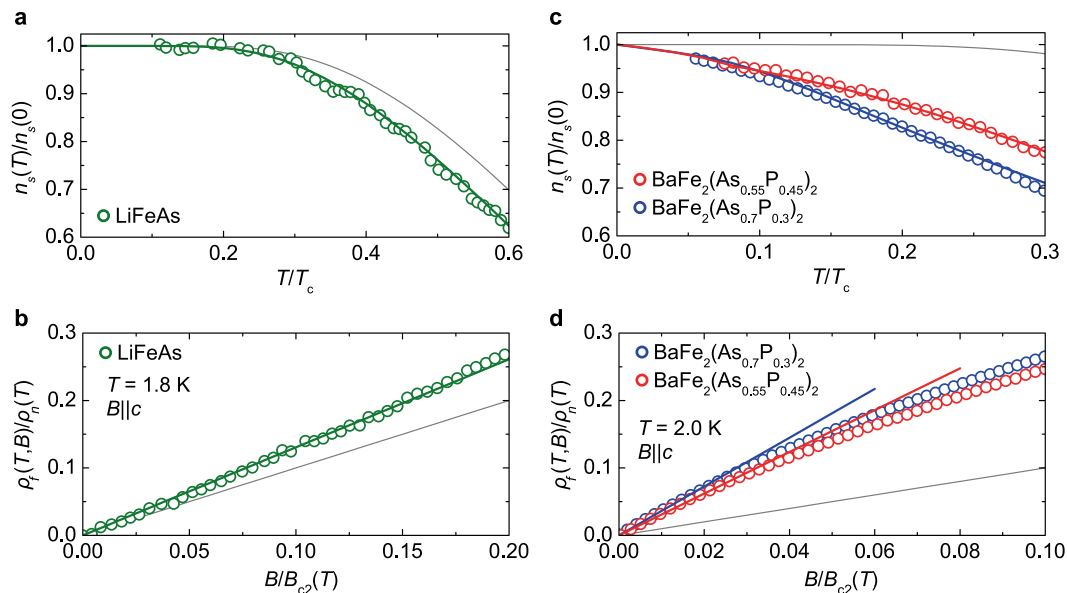 a
1.0
0.9
0.8
0.7
0.6
n_s(T)/n_s(0)
LiFeAs
0.0 0.2 0.4 0.6
T/T_c
b
0.3
0.2
0.1
0.0
ρ_f(T,B)/ρ_n(T)
LiFeAs
T = 1.8 K
B||c
0.00 0.05 0.10 0.15 0.20
B/B_c2(T)
c
1.0
0.9
0.8
0.7
0.6
n_s(T)/n_s(0)
BaFe₂(As₀.₅₅P₀.₄₅)₂
BaFe₂(As₀.₇P₀.₃)₂
0.0 0.1 0.2 0.3
T/T_c
d
0.3
0.2
0.1
0.0
ρ_f(T,B)/ρ_n(T)
BaFe₂(As₀.₇P₀.₃)₂
BaFe₂(As₀.₅₅P₀.₄₅)₂
T = 2.0 K
B||c
0.00 0.02 0.04 0.06 0.08 0.10
B/B_c2(T)